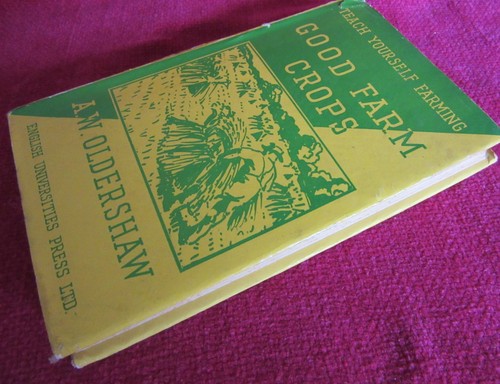 TEACH YOURSELF FARMING
GOOD FARM
CROPS
A.W OLDERSHAW
ENGLISH UNIVERSITIES PRESS LTD.